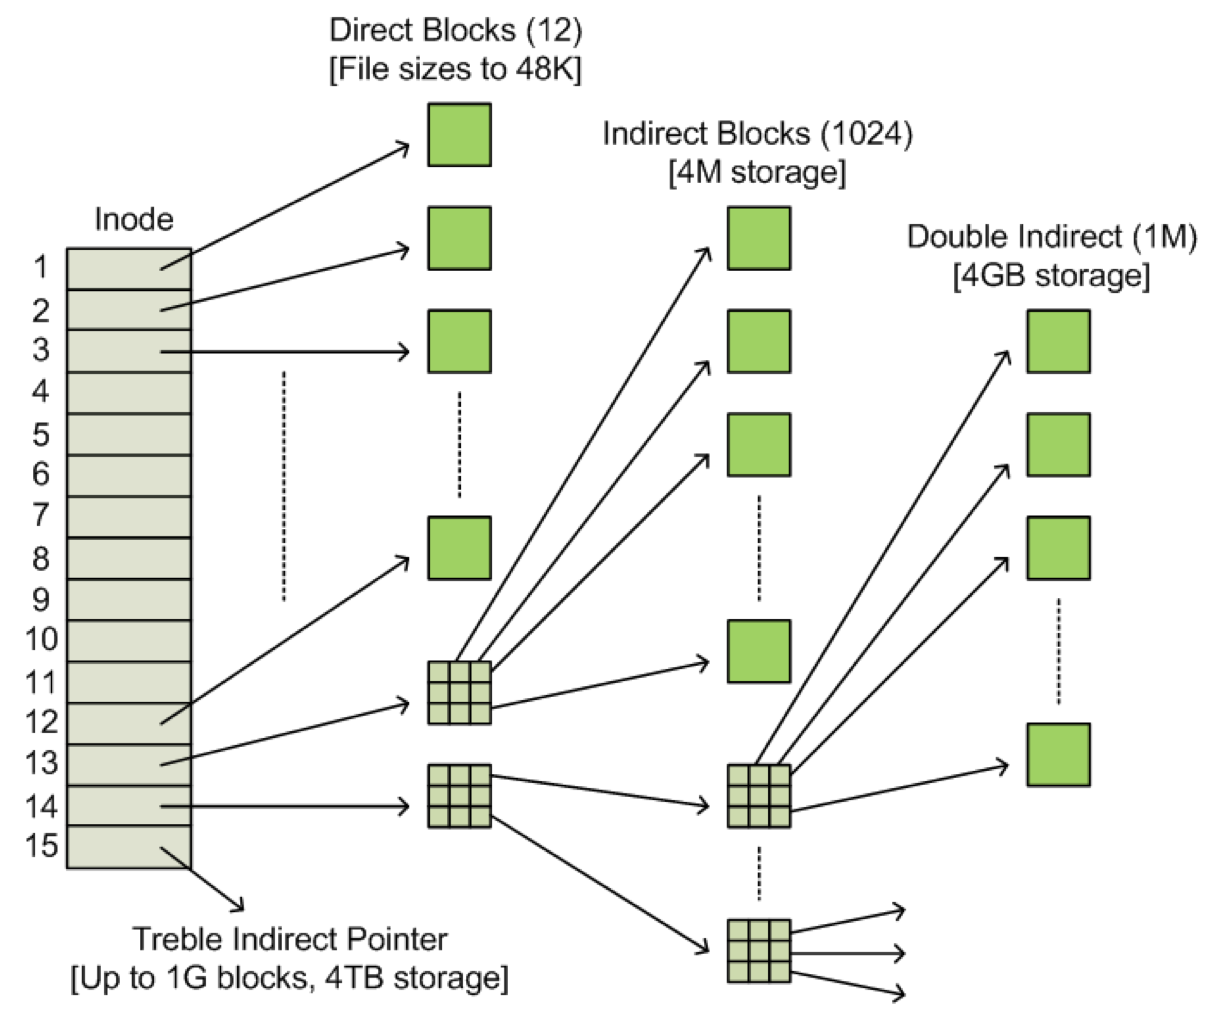 Direct Blocks (12)
[File sizes to 48K]
Indirect Blocks (1024)
[4M storage]
Double Indirect (1M)
[4GB storage]
Inode
1
2
3
4
5
6
7
8
9
10
11
12
13
14
15
Treble Indirect Pointer
[Up to 1G blocks, 4TB storage]